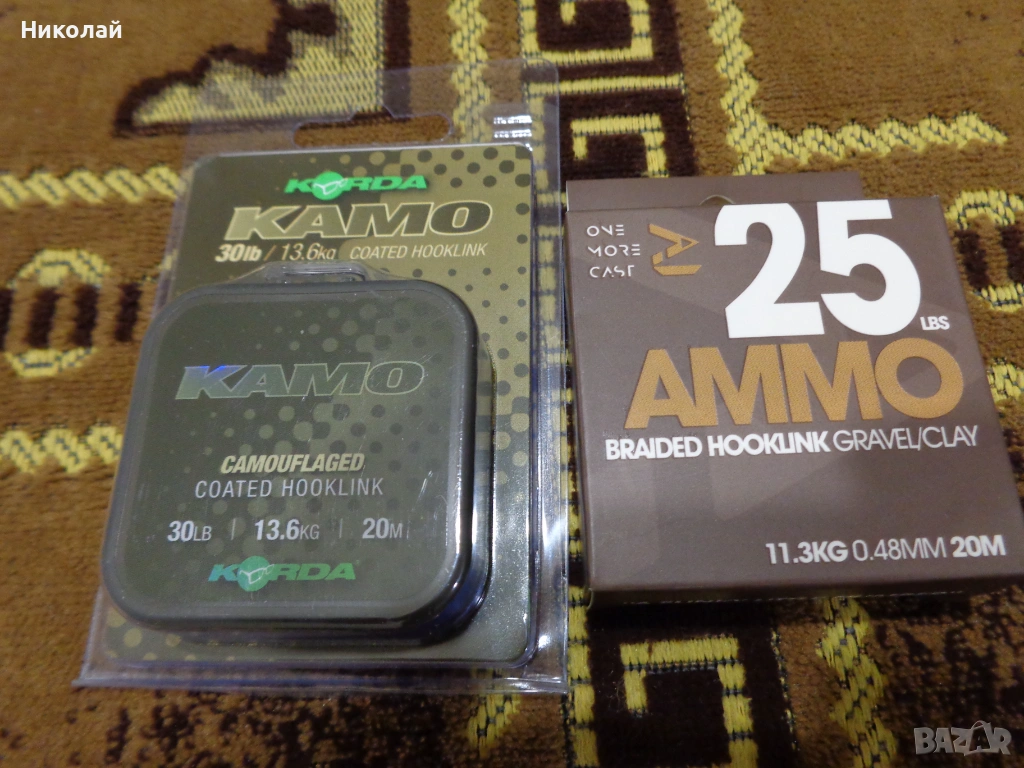 Николай
KORDA
KAMO
30lb / 13.6kg COATED HOOKLINK
KAMO
CAMOUFLAGED
COATED HOOKLINK
30LB | 13.6KG | 20M
KORDA
ONE
MORE
CAST
25
LBS
AMMO
BRAIDED HOOKLINK GRAVEL/CLAY
11.3KG 0.48MM 20M
BAZAR